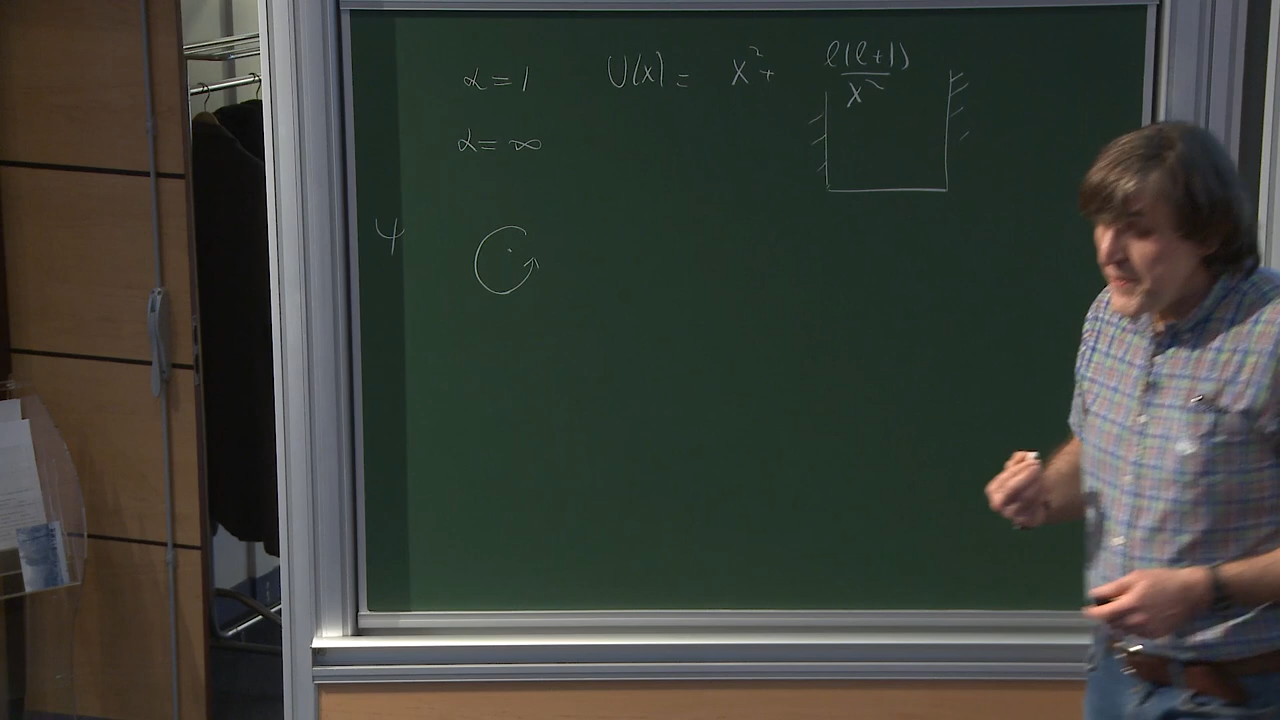 α = 1 U(x) = x² + ℓ(ℓ+1)/x²
α = ∞
ψ